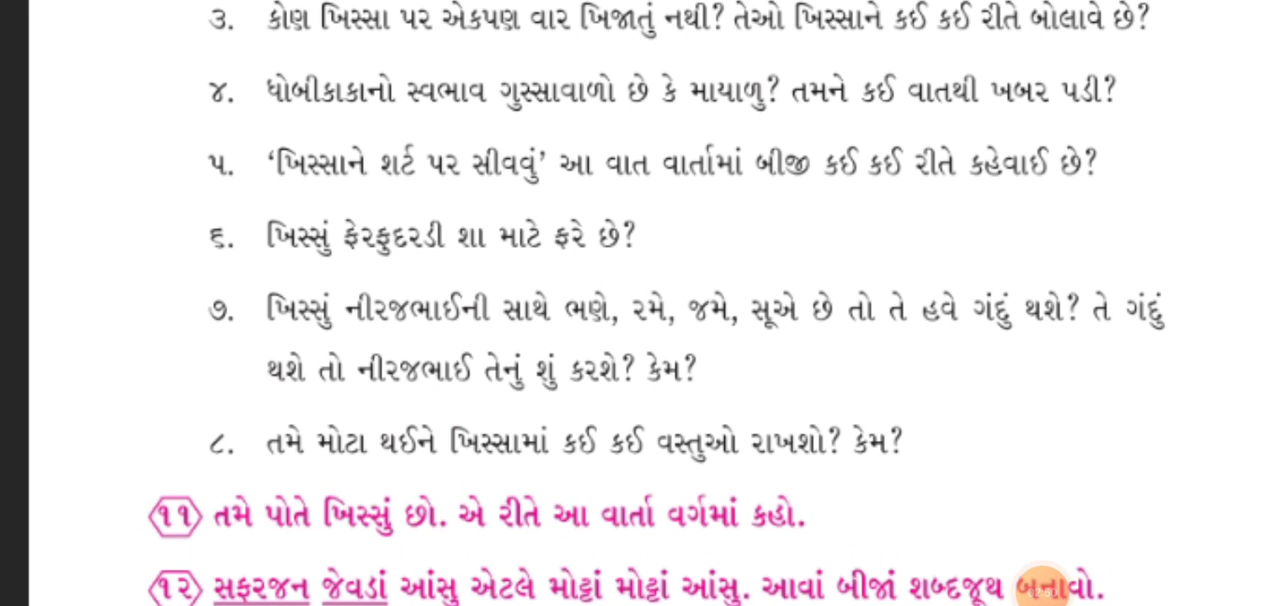 ૩. કોણ ખિસ્સા પર એકપણ વાર ખિજાતું નથી? તેઓ ખિસ્સાને કઈ કઈ રીતે બોલાવે છે?
૪. ધોબીકાકાનો સ્વભાવ ગુસ્સાવાળો છે કે માયાળુ? તમને કઈ વાતથી ખબર પડી?
૫. ‘ખિસ્સાને શર્ટ પર સીવવું’ આ વાત વાર્તામાં બીજી કઈ કઈ રીતે કહેવાઈ છે?
૬. ખિસ્સું ફેરફુદરડી શા માટે ફરે છે?
૭. ખિસ્સું નીરજભાઈની સાથે ભણે, રમે, જમે, સૂએ છે તો તે હવે ગંદું થશે? તે ગંદું
થશે તો નીરજભાઈ તેનું શું કરશે? કેમ?
૮. તમે મોટા થઈને ખિસ્સામાં કઈ કઈ વસ્તુઓ રાખશો? કેમ?
૧૧ તમે પોતે ખિસ્સું છો. એ રીતે આ વાર્તા વર્ગમાં કહો.
૧૨ સફરજન જેવડાં આંસુ એટલે મોટ્ટાં મોટ્ટાં આંસુ. આવાં બીજાં શબ્દજૂથ બનાવો.